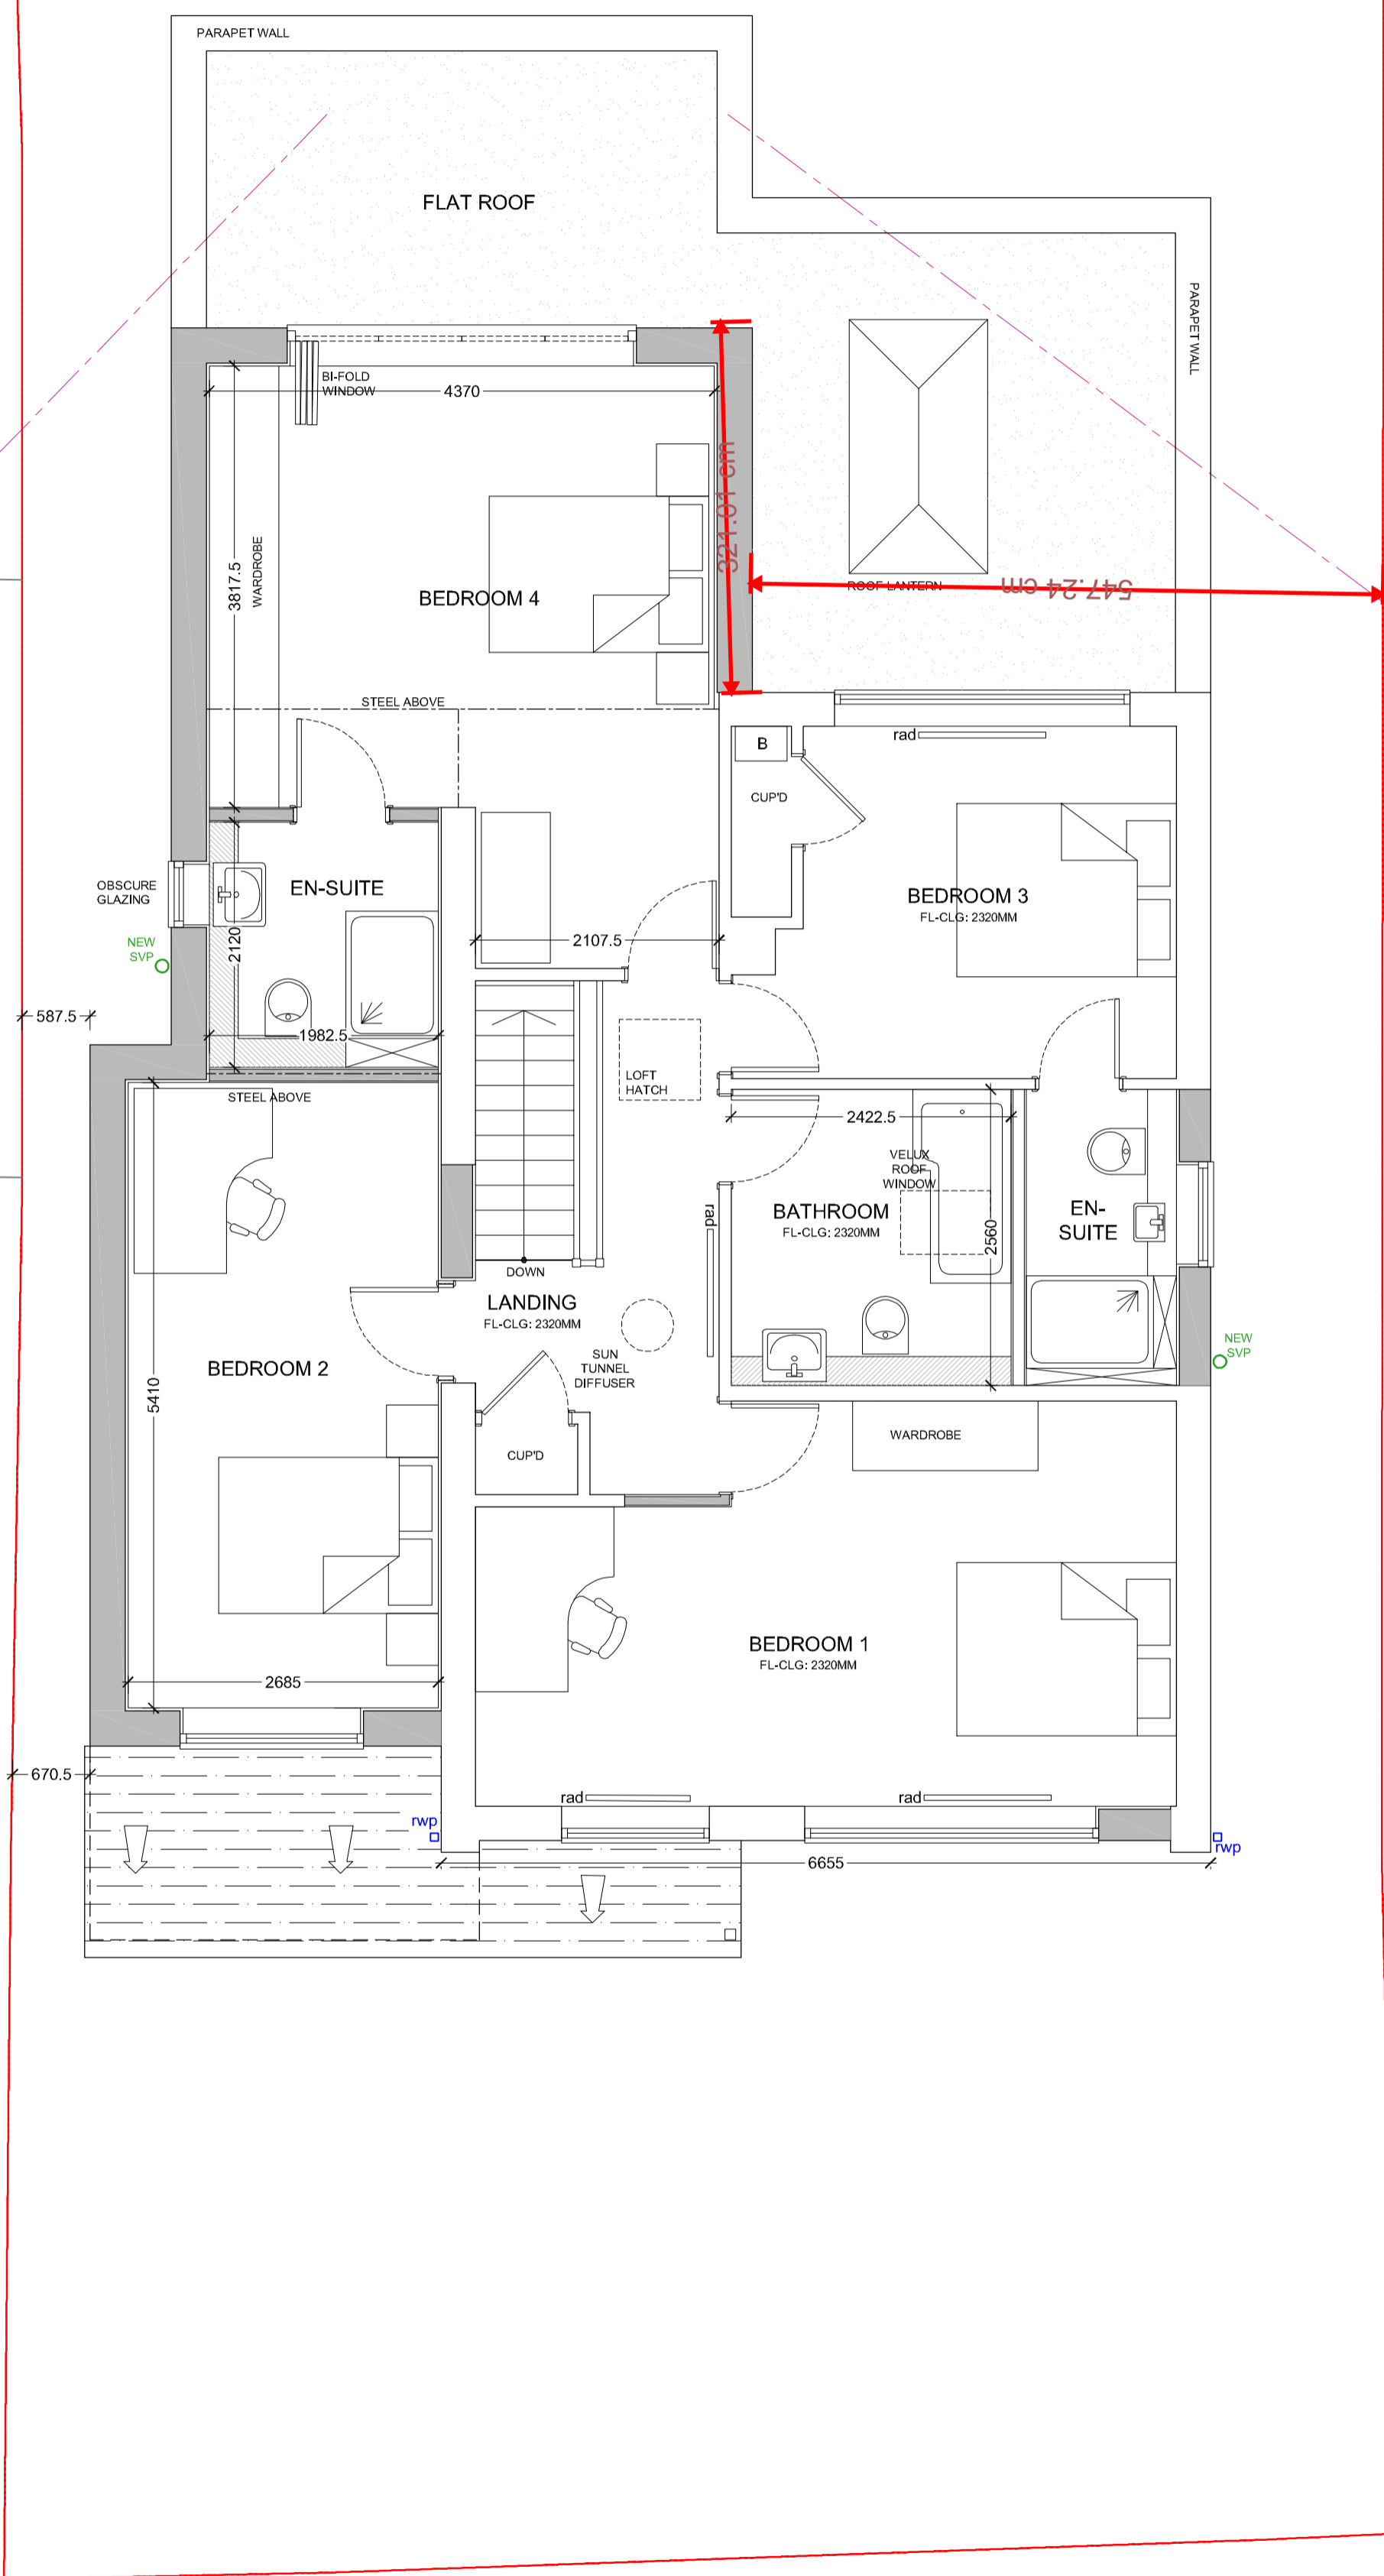 PARAPET WALL
FLAT ROOF
PARAPET WALL
BI-FOLD
WINDOW
4370
321.01 cm
3817.5
WARDROBE
BEDROOM 4
ROOF LANTERN
547.24 cm
STEEL ABOVE
rad
B
CUP'D
OBSCURE
GLAZING
EN-SUITE
BEDROOM 3
FL-CLG: 2320MM
NEW
SVP
2120
2107.5
587.5
1982.5
LOFT
HATCH
STEEL ABOVE
2422.5
VELUX
ROOF
WINDOW
BATHROOM
FL-CLG: 2320MM
2560
EN-
SUITE
rad
DOWN
LANDING
FL-CLG: 2320MM
SUN
TUNNEL
DIFFUSER
NEW
SVP
BEDROOM 2
5410
CUP'D
WARDROBE
BEDROOM 1
FL-CLG: 2320MM
2685
670.5
rad
rad
rwp
rwp
6655